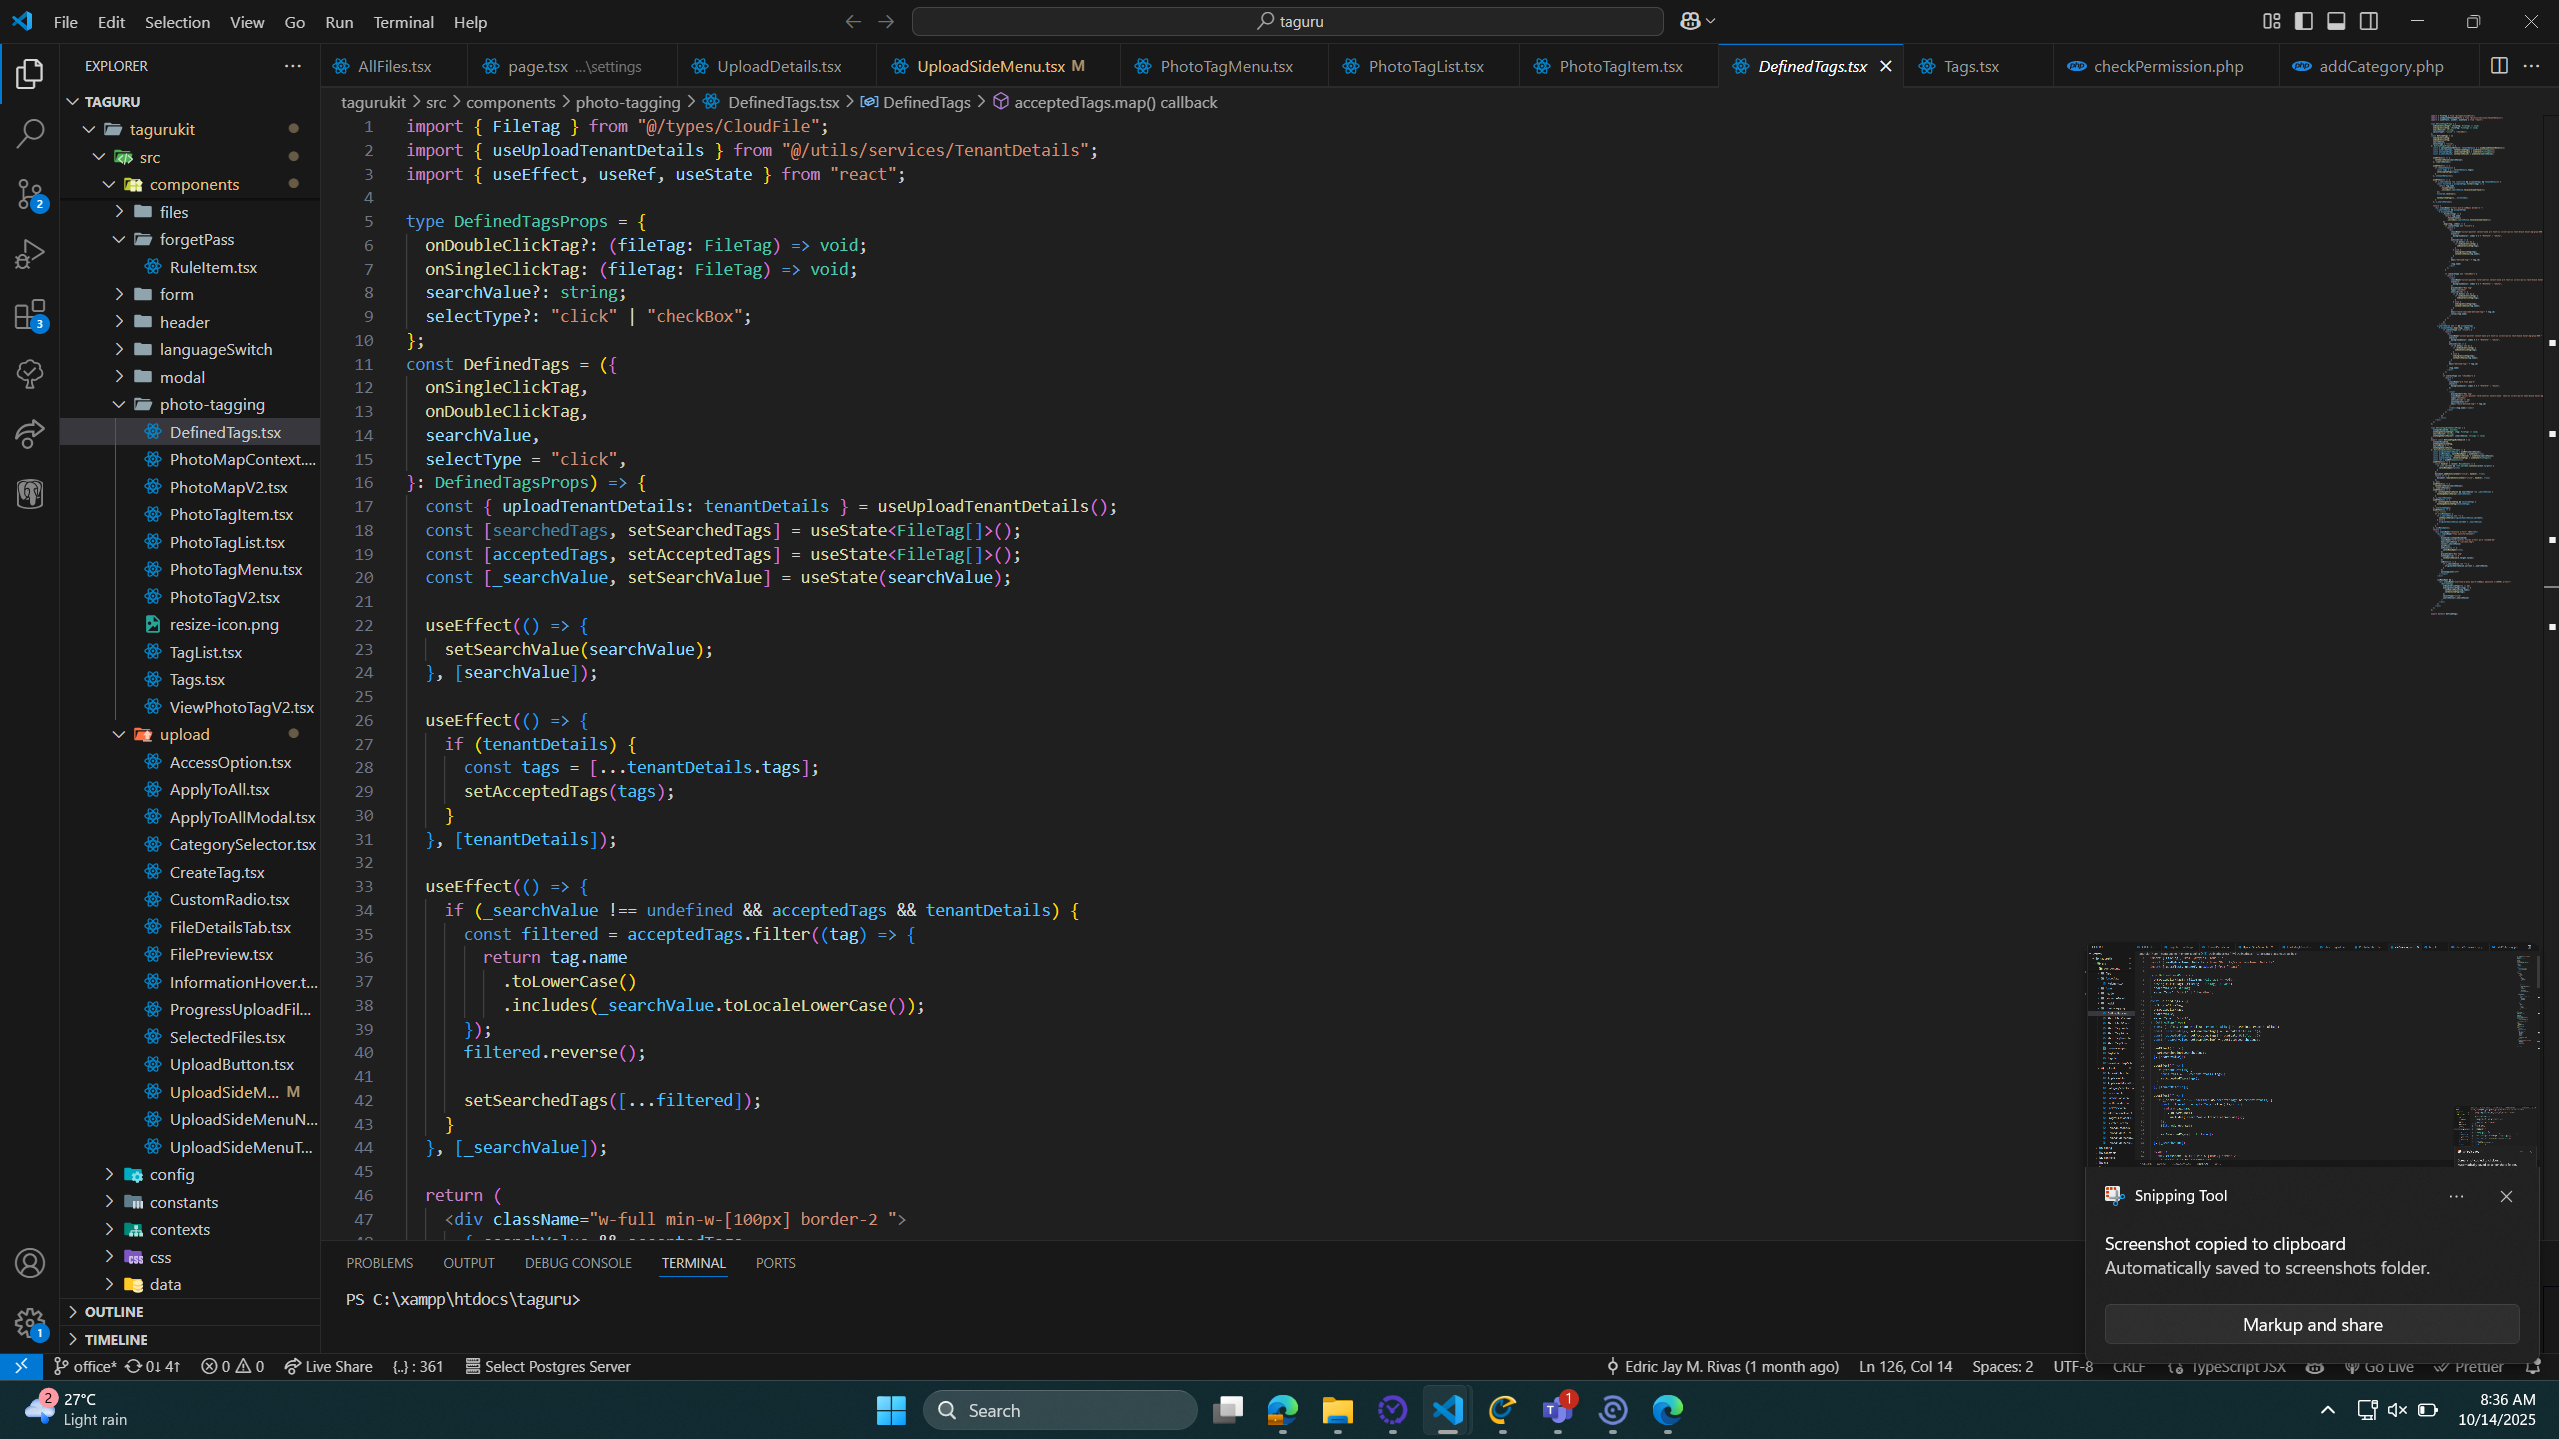 File Edit Selection View Go Run Terminal Help
taguru
EXPLORER
TAGURU
tagurukit
src
components
files
forgetPass
RuleItem.tsx
form
header
languageSwitch
modal
photo-tagging
DefinedTags.tsx
PhotoMapContext....
PhotoMapV2.tsx
PhotoTagItem.tsx
PhotoTagList.tsx
PhotoTagMenu.tsx
PhotoTagV2.tsx
resize-icon.png
TagList.tsx
Tags.tsx
ViewPhotoTagV2.tsx
upload
AccessOption.tsx
ApplyToAll.tsx
ApplyToAllModal.tsx
CategorySelector.tsx
CreateTag.tsx
CustomRadio.tsx
FileDetailsTab.tsx
FilePreview.tsx
InformationHover.t...
ProgressUploadFil...
SelectedFiles.tsx
UploadButton.tsx
UploadSideM... M
UploadSideMenuN...
UploadSideMenuT...
config
constants
contexts
css
data
OUTLINE
TIMELINE
2
3
1
AllFiles.tsx page.tsx ...\settings UploadDetails.tsx UploadSideMenu.tsx M PhotoTagMenu.tsx PhotoTagList.tsx PhotoTagItem.tsx DefinedTags.tsx Tags.tsx checkPermission.php addCategory.php
tagurukit > src > components > photo-tagging > DefinedTags.tsx > DefinedTags > acceptedTags.map() callback
1 import { FileTag } from "@/types/CloudFile";
2 import { useUploadTenantDetails } from "@/utils/services/TenantDetails";
3 import { useEffect, useRef, useState } from "react";
4
5 type DefinedTagsProps = {
6 onDoubleClickTag?: (fileTag: FileTag) => void;
7 onSingleClickTag: (fileTag: FileTag) => void;
8 searchValue?: string;
9 selectType?: "click" | "checkBox";
10 };
11 const DefinedTags = ({
12 onSingleClickTag,
13 onDoubleClickTag,
14 searchValue,
15 selectType = "click",
16 }: DefinedTagsProps) => {
17 const { uploadTenantDetails: tenantDetails } = useUploadTenantDetails();
18 const [searchedTags, setSearchedTags] = useState<FileTag[]>();
19 const [acceptedTags, setAcceptedTags] = useState<FileTag[]>();
20 const [_searchValue, setSearchValue] = useState(searchValue);
21
22 useEffect(() => {
23 setSearchValue(searchValue);
24 }, [searchValue]);
25
26 useEffect(() => {
27 if (tenantDetails) {
28 const tags = [...tenantDetails.tags];
29 setAcceptedTags(tags);
30 }
31 }, [tenantDetails]);
32
33 useEffect(() => {
34 if (_searchValue !== undefined && acceptedTags && tenantDetails) {
35 const filtered = acceptedTags.filter((tag) => {
36 return tag.name
37 .toLowerCase()
38 .includes(_searchValue.toLocaleLowerCase());
39 });
40 filtered.reverse();
41
42 setSearchedTags([...filtered]);
43 }
44 }, [_searchValue]);
45
46 return (
47 <div className="w-full min-w-[100px] border-2 ">
PROBLEMS OUTPUT DEBUG CONSOLE TERMINAL PORTS
PS C:\xampp\htdocs\taguru>
Snipping Tool
Screenshot copied to clipboard
Automatically saved to screenshots folder.
Markup and share
office* 0↓ 4↑ 0 0 Live Share {..} : 361 Select Postgres Server Edric Jay M. Rivas (1 month ago) Ln 126, Col 14 Spaces: 2 UTF-8 CRLF TypeScript JSX Go Live Prettier
2
27°C
Light rain
Search
1
8:36 AM
10/14/2025